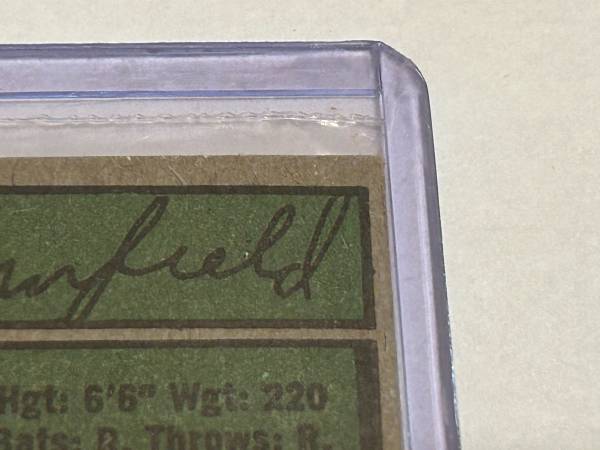 nfield
Hgt: 6'6" Wgt: 220
Bats: R. Throws: R.